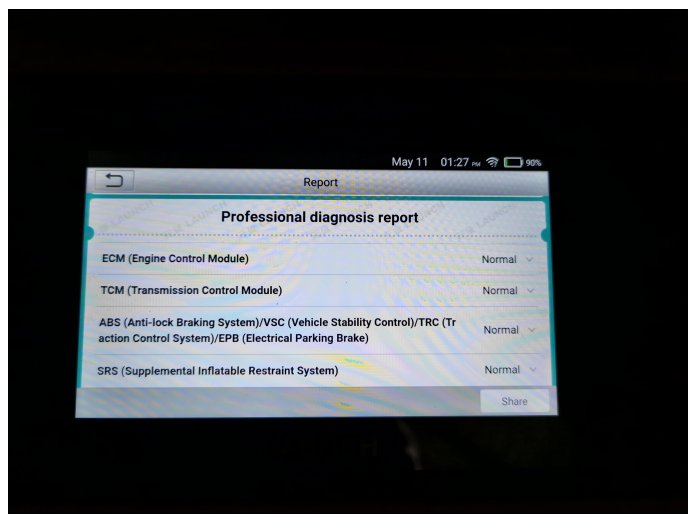 May 11 01:27 PM 90%
Report
Professional diagnosis report
ECM (Engine Control Module) Normal
TCM (Transmission Control Module) Normal
ABS (Anti-lock Braking System)/VSC (Vehicle Stability Control)/TRC (Tr
action Control System)/EPB (Electrical Parking Brake) Normal
SRS (Supplemental Inflatable Restraint System) Normal
Share